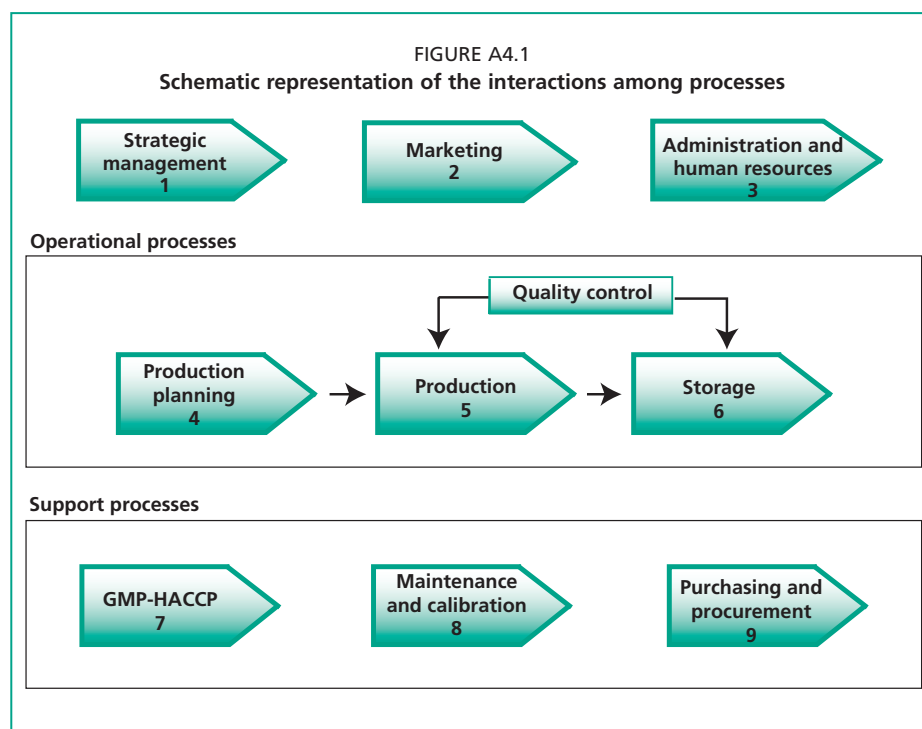 FIGURE A4.1
Schematic representation of the interactions among processes
Strategic
management
1
Marketing
2
Administration and
human resources
3
Operational processes
Quality control
Production
planning
4
Production
5
Storage
6
Support processes
GMP-HACCP
7
Maintenance
and calibration
8
Purchasing and
procurement
9